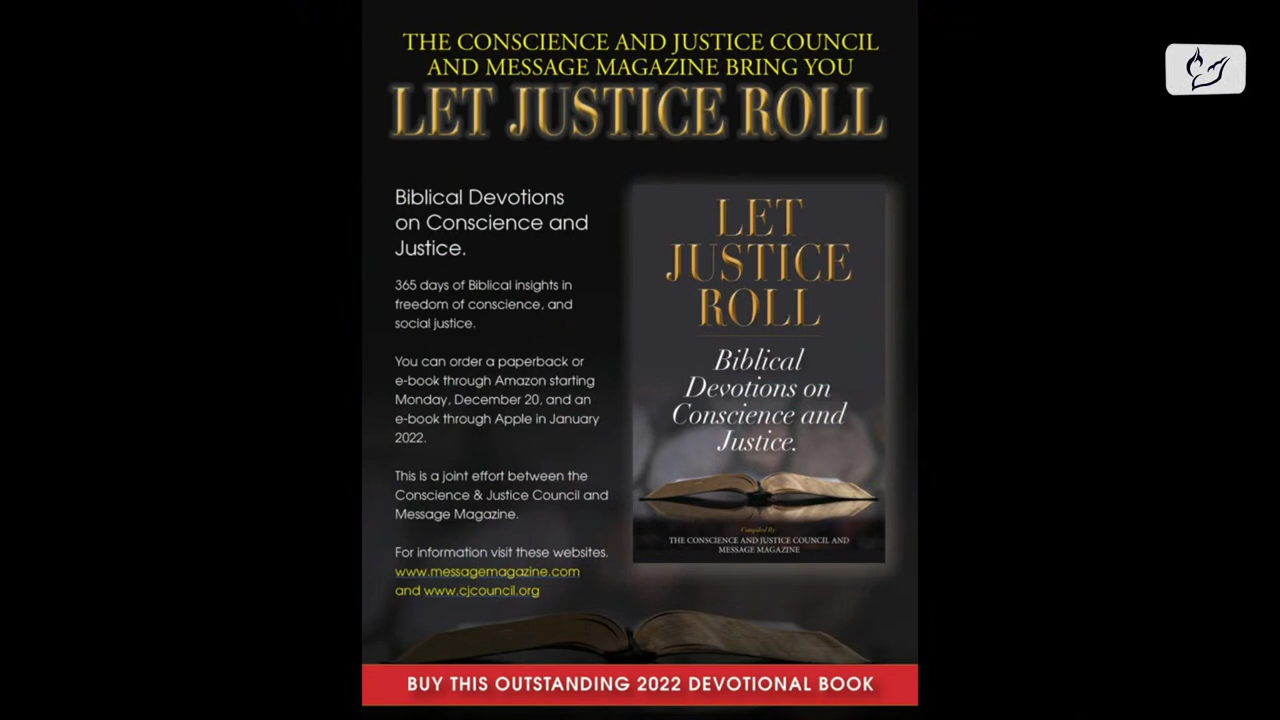 THE CONSCIENCE AND JUSTICE COUNCIL
AND MESSAGE MAGAZINE BRING YOU
LET JUSTICE ROLL
Biblical Devotions
on Conscience and
Justice.
365 days of Biblical insights in
freedom of conscience, and
social justice.
You can order a paperback or
e-book through Amazon starting
Monday, December 20, and an
e-book through Apple in January
2022.
This is a joint effort between the
Conscience & Justice Council and
Message Magazine.
For information visit these websites.
www.messagemagazine.com
and www.cjcouncil.org
LET
JUSTICE
ROLL
Biblical
Devotions on
Conscience and
Justice.
Compiled By
THE CONSCIENCE AND JUSTICE COUNCIL AND
MESSAGE MAGAZINE
BUY THIS OUTSTANDING 2022 DEVOTIONAL BOOK